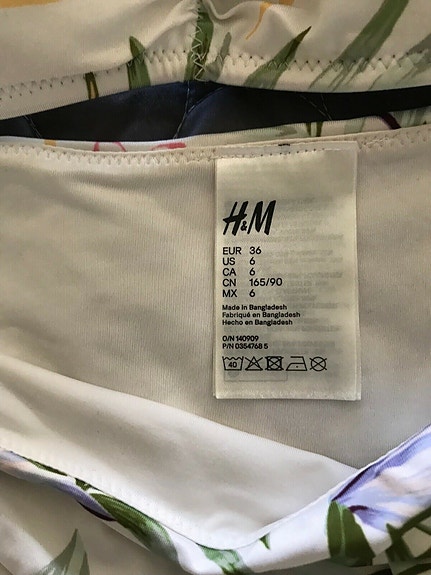 H&M
EUR 36
US 6
CA 6
CN 165/90
MX 6
Made in Bangladesh
Fabriqué en Bangladesh
Hecho en Bangladesh
O/N 140909
P/N 0354768 5
40